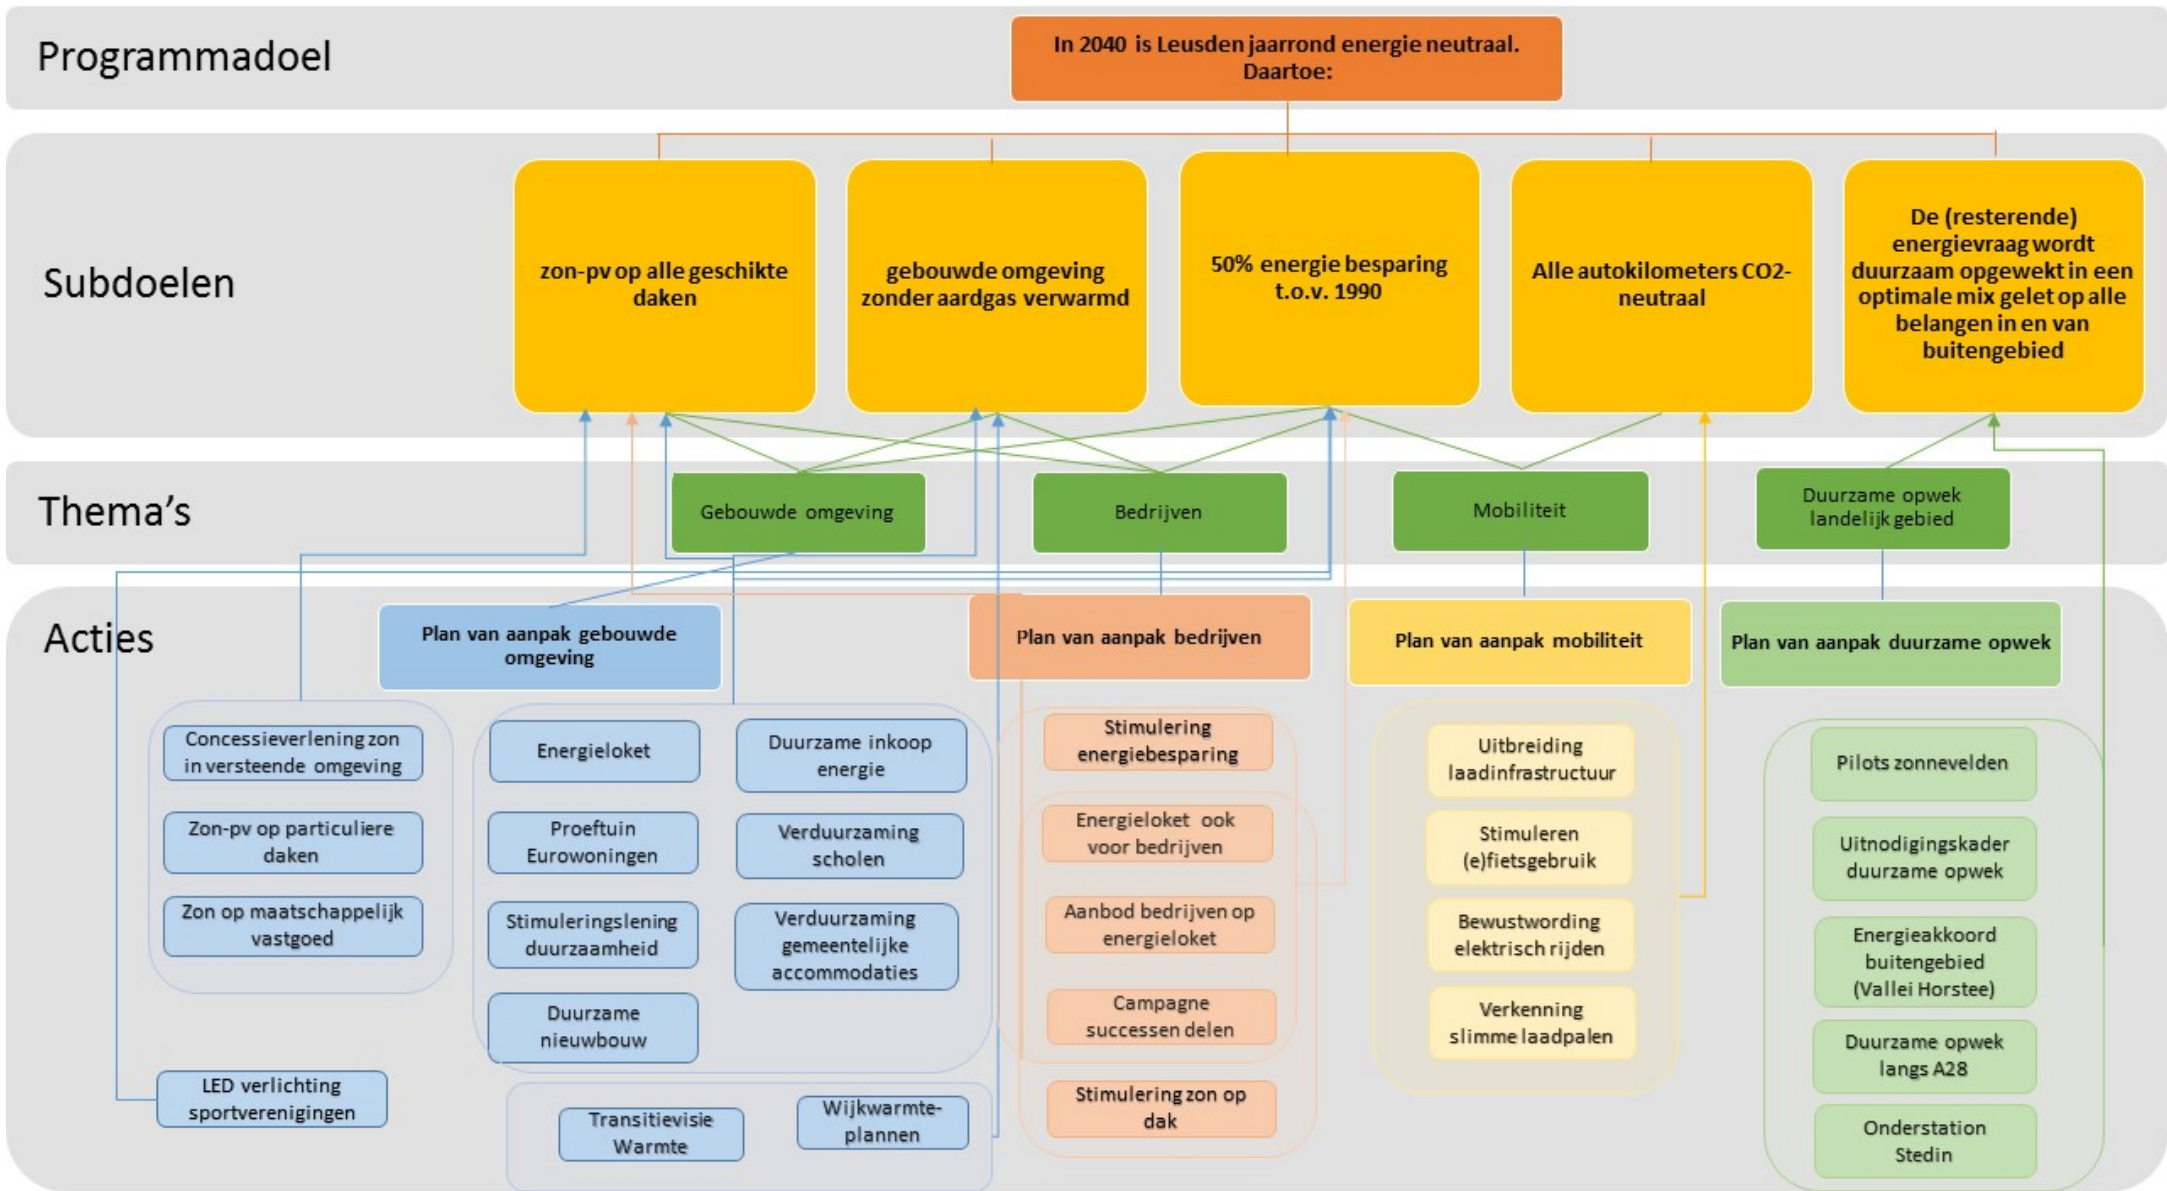 Programmadoel
In 2040 is Leusden jaarrond energie neutraal.
Daartoe:
Subdoelen
zon-pv op alle geschikte
daken
gebouwde omgeving
zonder aardgas verwarmd
50% energie besparing
t.o.v. 1990
Alle autokilometers CO2-
neutraal
De (resterende)
energievraag wordt
duurzaam opgewekt in een
optimale mix gelet op alle
belangen in en van
buitengebied
Thema's
Gebouwde omgeving
Bedrijven
Mobiliteit
Duurzame opwek
landelijk gebied
Acties
Plan van aanpak gebouwde
omgeving
Plan van aanpak bedrijven
Plan van aanpak mobiliteit
Plan van aanpak duurzame opwek
Concessieverlening zon
in versteende omgeving
Zon-pv op particuliere
daken
Zon op maatschappelijk
vastgoed
LED verlichting
sportverenigingen
Energieloket
Proeftuin
Eurowoningen
Stimuleringslening
duurzaamheid
Duurzame
nieuwbouw
Duurzame inkoop
energie
Verduurzaming
scholen
Verduurzaming
gemeentelijke
accommodaties
Transitievisie
Warmte
Wijkwarmte-
plannen
Stimulering
energiebesparing
Energieloket ook
voor bedrijven
Aanbod bedrijven op
energieloket
Campagne
successen delen
Stimulering zon op
dak
Uitbreiding
laadinfrastructuur
Stimuleren
(e)fietsgebruik
Bewustwording
elektrisch rijden
Verkenning
slimme laadpalen
Pilots zonnevelden
Uitnodigingskader
duurzame opwek
Energieakkoord
buitengebied
(Vallei Horstee)
Duurzame opwek
langs A28
Onderstation
Stedin